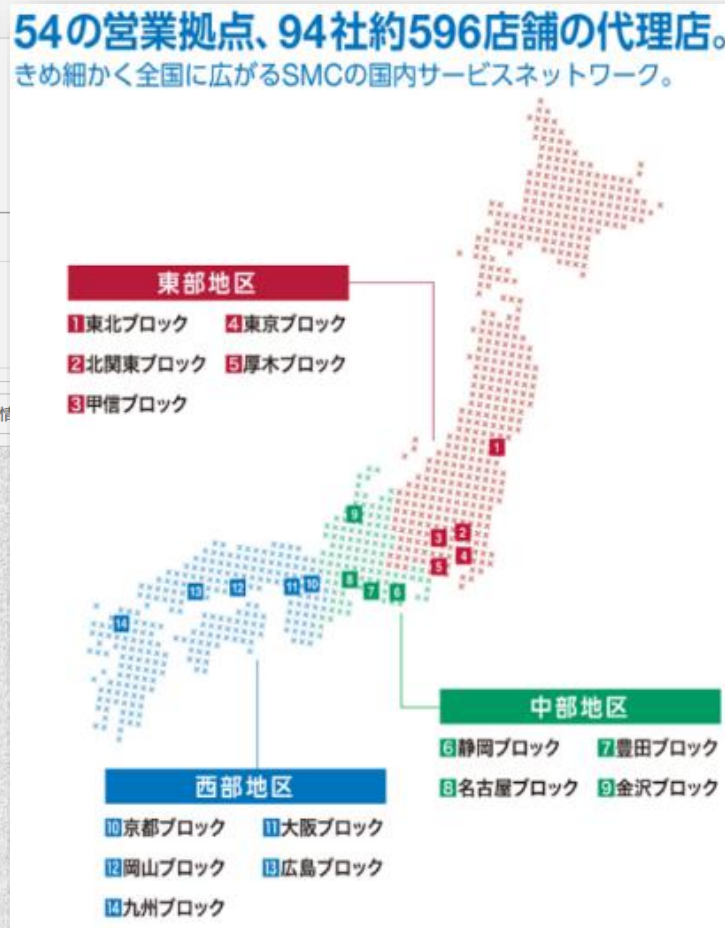 54の営業拠点、94社約596店舗の代理店。
きめ細かく全国に広がるSMCの国内サービスネットワーク。
東部地区
1東北ブロック 4東京ブロック
2北関東ブロック 5厚木ブロック
3甲信ブロック
1
2
3
4
5
9
8
7
6
10
11
12
13
14
中部地区
6静岡ブロック 7豊田ブロック
8名古屋ブロック 9金沢ブロック
西部地区
10京都ブロック 11大阪ブロック
12岡山ブロック 13広島ブロック
14九州ブロック